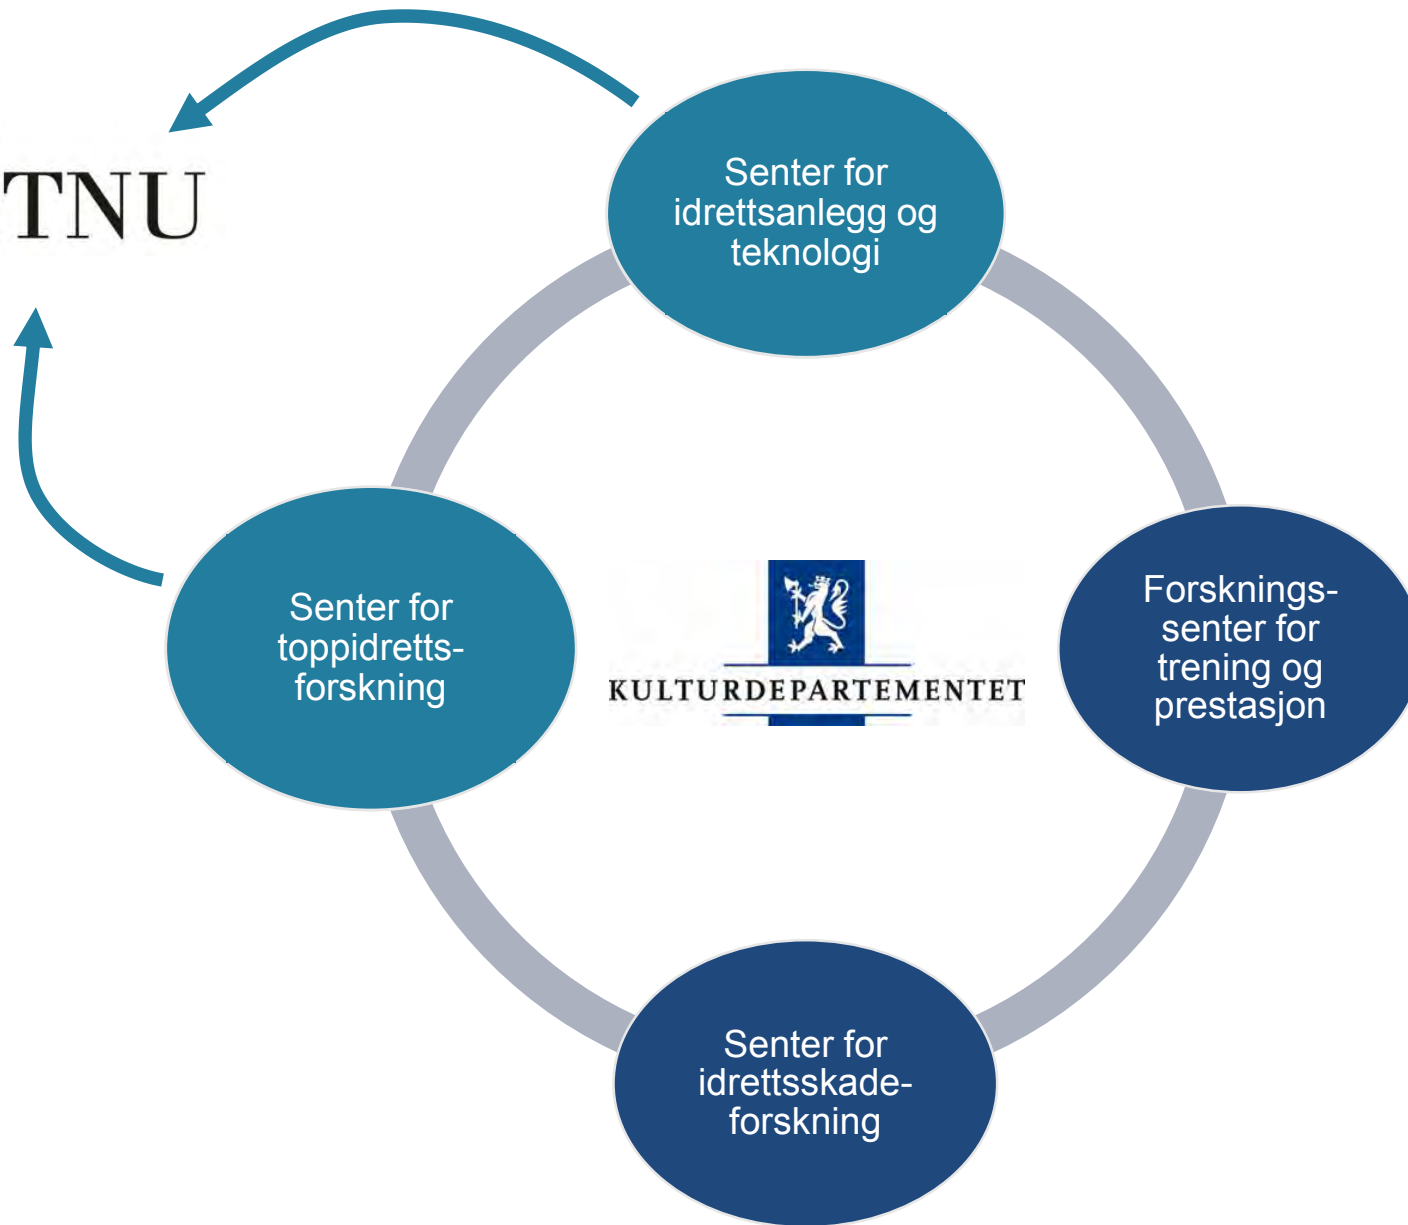 Senter for
idrettsanlegg og
teknologi
TNU
Senter for
toppidretts-
forskning
KULTURDEPARTEMENTET
Forsknings-
senter for
trening og
prestasjon
Senter for
idrettsskade-
forskning